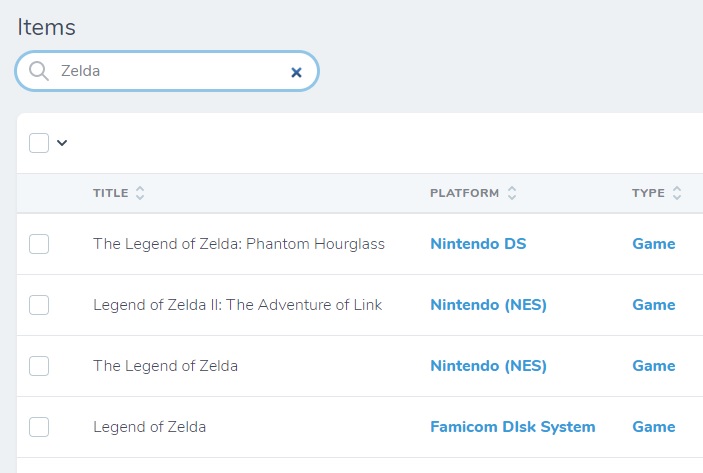 Items
Zelda
TITLE PLATFORM TYPE
The Legend of Zelda: Phantom Hourglass Nintendo DS Game
Legend of Zelda II: The Adventure of Link Nintendo (NES) Game
The Legend of Zelda Nintendo (NES) Game
Legend of Zelda Famicom DIsk System Game